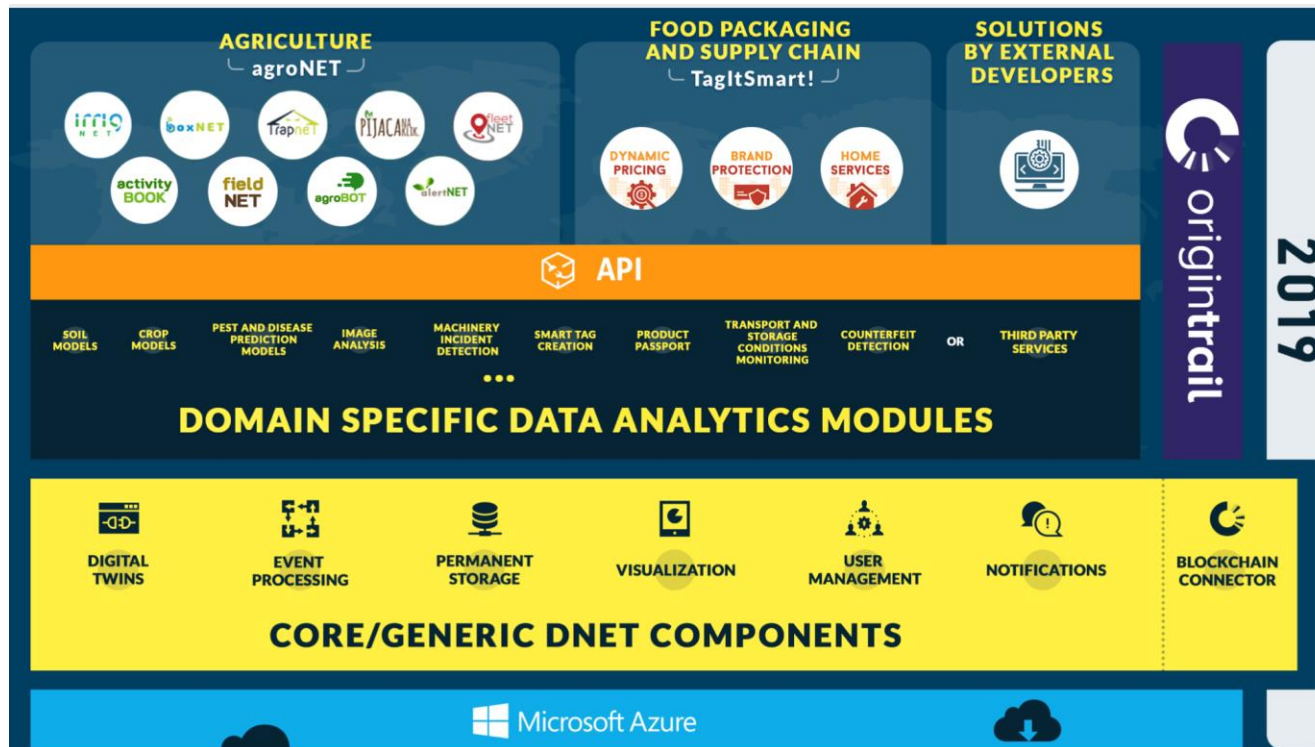 AGRICULTURE
agroNET
FOOD PACKAGING
AND SUPPLY CHAIN
TagItSmart!
SOLUTIONS
BY EXTERNAL
DEVELOPERS
irrig
NET
boxNET
TrapneT
PIJACANA
fleet
NET
activity
BOOK
field
NET
agroBOT
alertNET
DYNAMIC
PRICING
BRAND
PROTECTION
HOME
SERVICES
API
SOIL
MODELS
CROP
MODELS
PEST AND DISEASE
PREDICTION
MODELS
IMAGE
ANALYSIS
MACHINERY
INCIDENT
DETECTION
SMART TAG
CREATION
PRODUCT
PASSPORT
TRANSPORT AND
STORAGE
CONDITIONS
MONITORING
COUNTERFEIT
DETECTION
OR
THIRD PARTY
SERVICES
DOMAIN SPECIFIC DATA ANALYTICS MODULES
origintrail
2019
DIGITAL
TWINS
EVENT
PROCESSING
PERMANENT
STORAGE
VISUALIZATION
USER
MANAGEMENT
NOTIFICATIONS
BLOCKCHAIN
CONNECTOR
CORE/GENERIC DNET COMPONENTS
Microsoft Azure